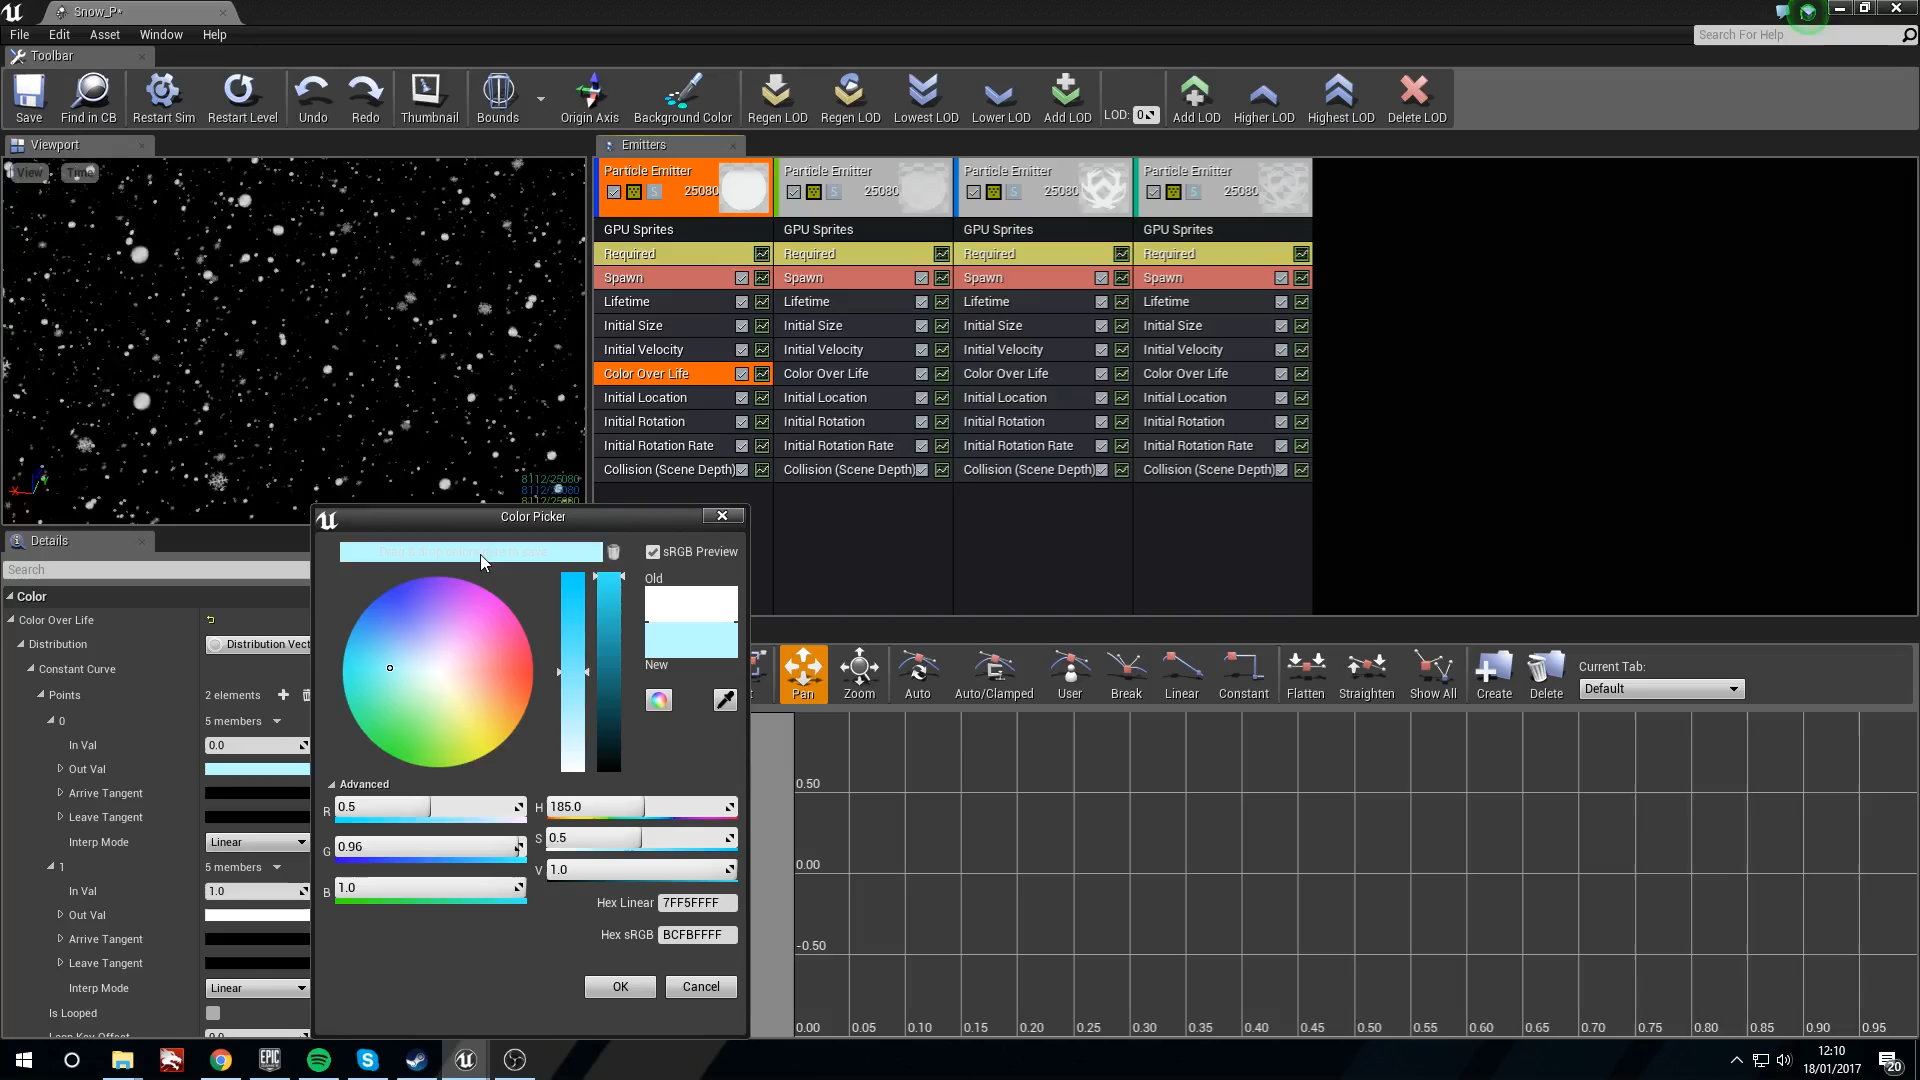 Snow_P*
File Edit Asset Window Help
Search For Help
Toolbar
Save Find in CB Restart Sim Restart Level Undo Redo Thumbnail Bounds Origin Axis Background Color Regen LOD Regen LOD Lowest LOD Lower LOD Add LOD LOD: 0 Add LOD Higher LOD Highest LOD Delete LOD
Viewport
Emitters
View Time
Particle Emitter Particle Emitter Particle Emitter Particle Emitter
S 25080 S 25080 S 25080 S 25080
GPU Sprites GPU Sprites GPU Sprites GPU Sprites
Required Required Required Required
Spawn Spawn Spawn Spawn
Lifetime Lifetime Lifetime Lifetime
Initial Size Initial Size Initial Size Initial Size
Initial Velocity Initial Velocity Initial Velocity Initial Velocity
Color Over Life Color Over Life Color Over Life Color Over Life
Initial Location Initial Location Initial Location Initial Location
Initial Rotation Initial Rotation Initial Rotation Initial Rotation
Initial Rotation Rate Initial Rotation Rate Initial Rotation Rate Initial Rotation Rate
Collision (Scene Depth) Collision (Scene Depth) Collision (Scene Depth) Collision (Scene Depth)
8112/25080
8112/25080
8112/25080
Color Picker
Details
Search
sRGB Preview
Old
New
Color
Color Over Life
Distribution Distribution Vect
Constant Curve
Points 2 elements
0 5 members
In Val 0.0
Out Val
Arrive Tangent
Leave Tangent
Interp Mode Linear
1 5 members
In Val 1.0
Out Val
Arrive Tangent
Leave Tangent
Interp Mode Linear
Is Looped
Advanced
R 0.5 H 185.0
G 0.96 S 0.5
B 1.0 V 1.0
Hex Linear 7FF5FFFF
Hex sRGB BCFBFFFF
OK Cancel
Pan Zoom Auto Auto/Clamped User Break Linear Constant Flatten Straighten Show All Create Delete
Current Tab:
Default
0.50
0.00
-0.50
0.00 0.05 0.10 0.15 0.20 0.25 0.30 0.35 0.40 0.45 0.50 0.55 0.60 0.65 0.70 0.75 0.80 0.85 0.90 0.95
EPIC GAMES
12:10
18/01/2017
20